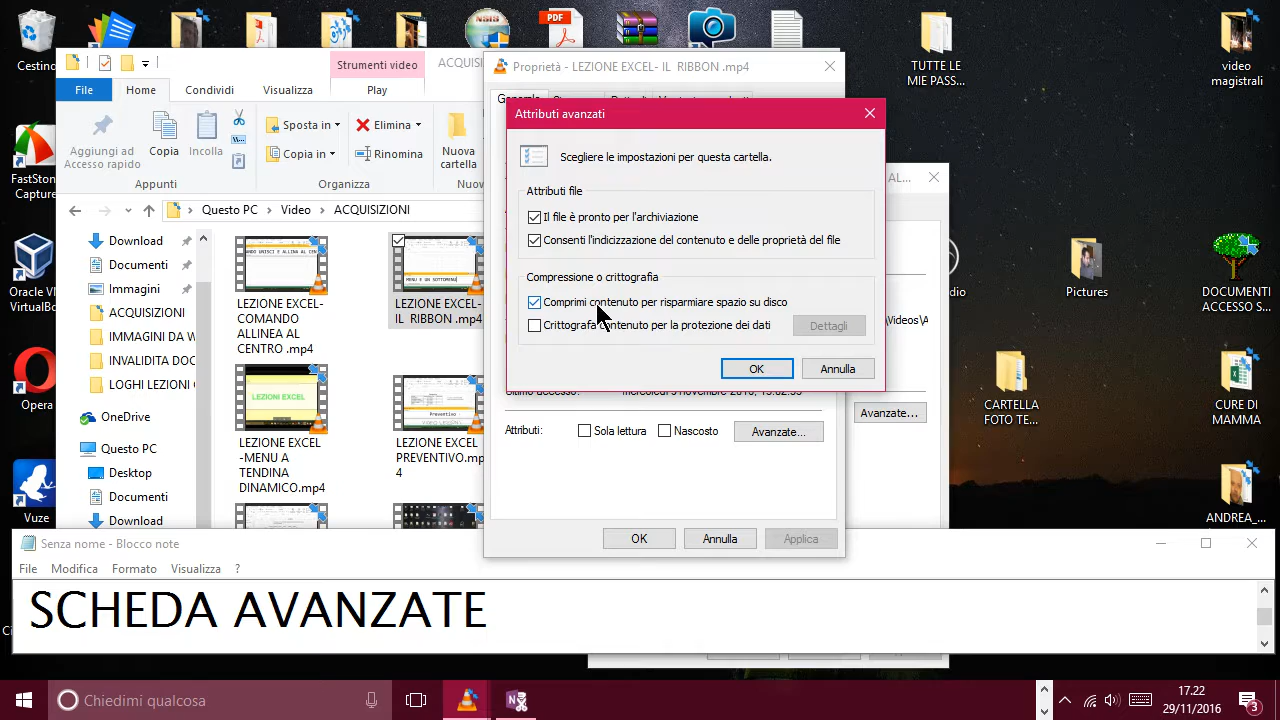 Cestino
PDF
NSIS
TUTTE LE
MIE PASS...
video
magistrali
FastStone
Capture
Oracle VM
VirtualBox
Opera
Vuze
Strumenti video
File
Home
Condividi
Visualizza
Play
Aggiungi ad
Accesso rapido
Copia
Incolla
Appunti
Sposta in
Copia in
Elimina
Rinomina
Organizza
Nuova
cartella
Questo PC
Video
ACQUISIZIONI
Download
Documenti
Immagini
ACQUISIZIONI
IMMAGINI DA W
INVALIDITA DOC
LOGHI LEZIONI
OneDrive
Questo PC
Desktop
Documenti
Download
LEZIONE EXCEL-
COMANDO
ALLINEA AL
CENTRO .mp4
LEZIONE EXCEL-
IL RIBBON .mp4
LEZIONI EXCEL
LEZIONE EXCEL
-MENU A
TENDINA
DINAMICO.mp4
Preventivo
LEZIONE EXCEL
PREVENTIVO.mp
4
Proprietà - LEZIONE EXCEL- IL RIBBON .mp4
Attributi avanzati
Scegliere le impostazioni per questa cartella.
Attributi file
Il file è pronto per l'archiviazione
Consenti l'indicizzazione del contenuto e delle proprietà del file
Compressione o crittografia
Comprimi contenuto per risparmiare spazio su disco
Crittografa contenuto per la protezione dei dati
Dettagli
OK
Annulla
Attributi:
Sola lettura
Nascosto
Avanzate...
OK
Annulla
Applica
AL...
\Videos\A
Avanzate...
Pictures
DOCUMENTI
ACCESSO S...
CARTELLA
FOTO TE...
CURE DI
MAMMA
ANDREA_...
Senza nome - Blocco note
File
Modifica
Formato
Visualizza
?
SCHEDA AVANZATE
Chiedimi qualcosa
17.22
29/11/2016
3